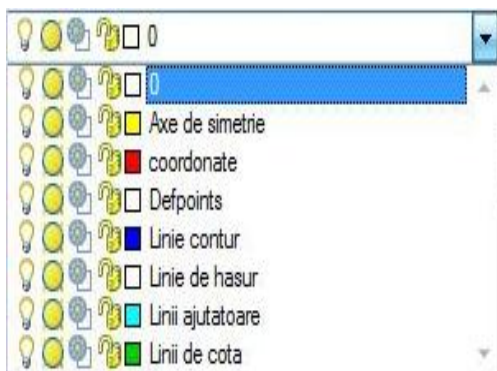 0
0
Axe de simetrie
coordonate
Defpoints
Linie contur
Linie de hasur
Linii ajutatoare
Linii de cota